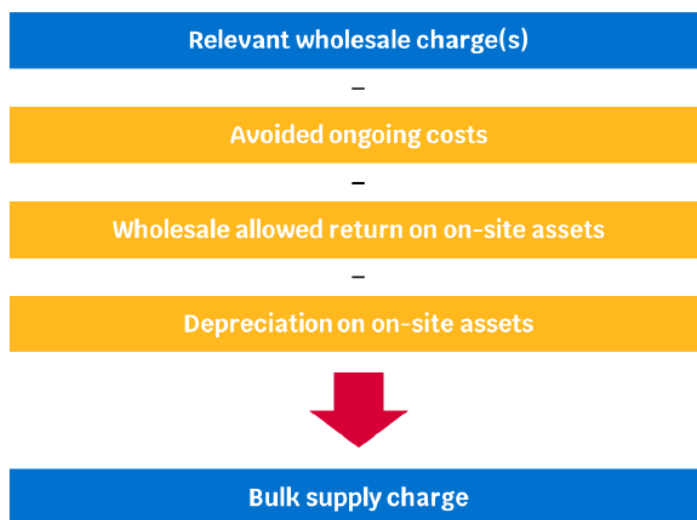 Relevant wholesale charge(s)
–
Avoided ongoing costs
–
Wholesale allowed return on on-site assets
–
Depreciation on on-site assets
Bulk supply charge